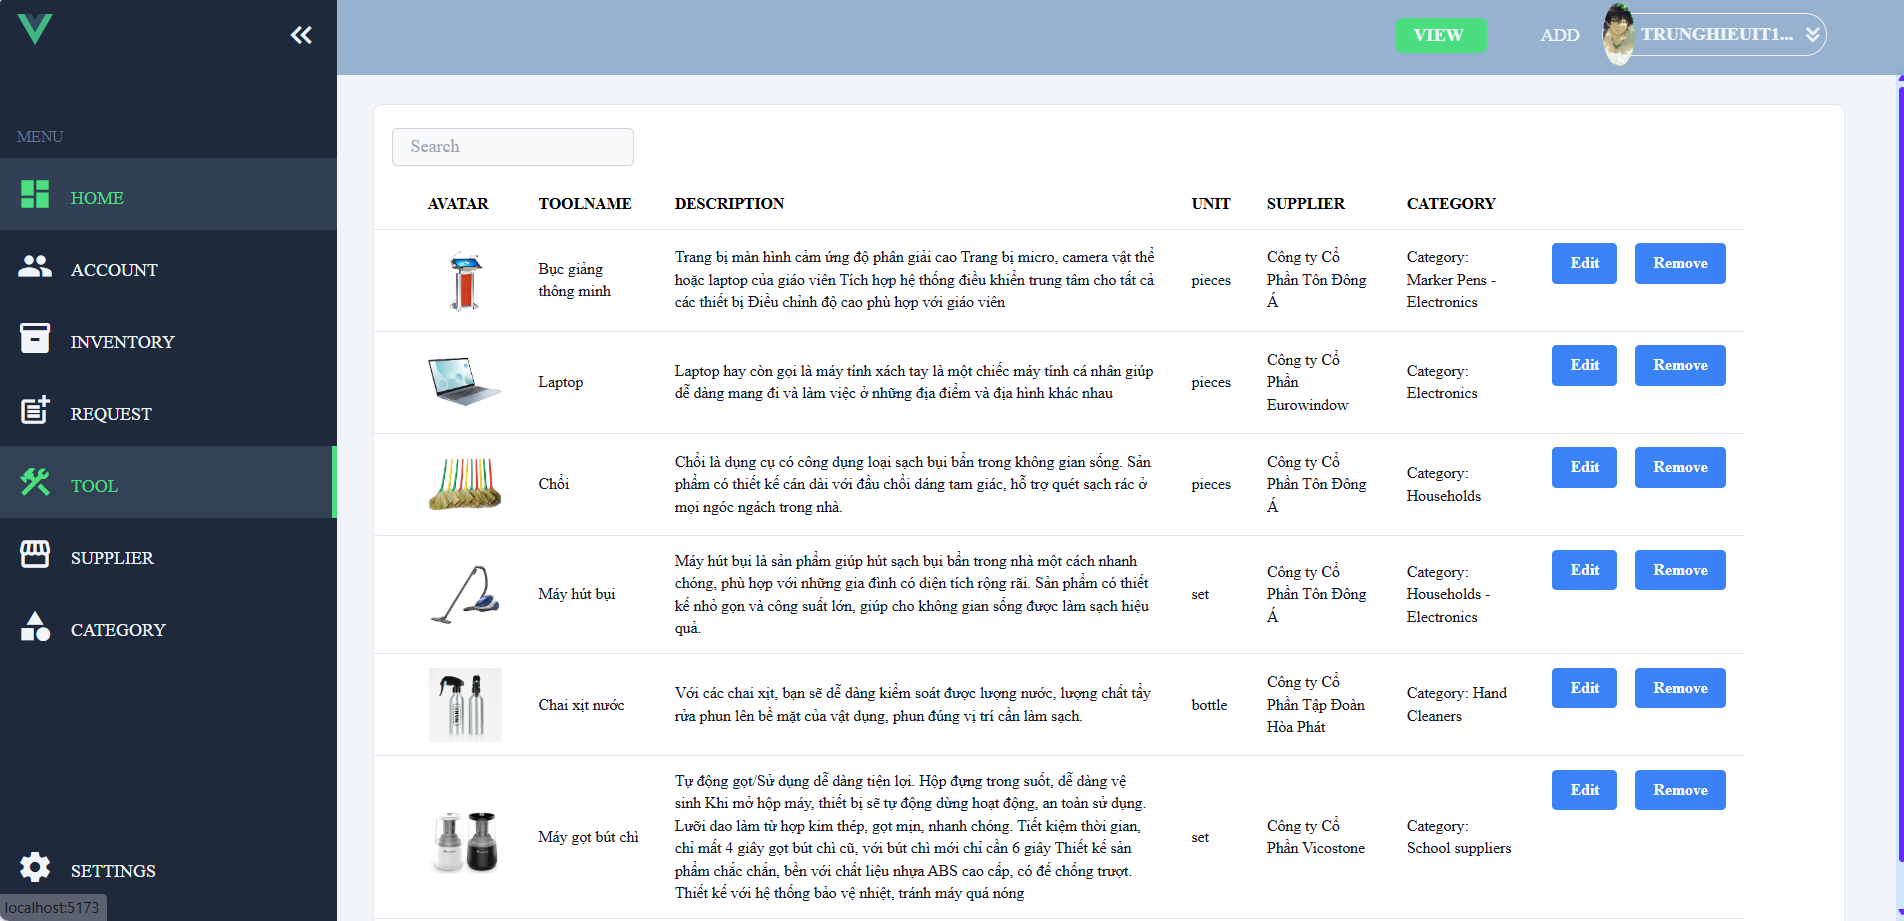 VIEW
ADD
TRUNGHIEUIT1...
MENU
HOME
ACCOUNT
INVENTORY
REQUEST
TOOL
SUPPLIER
CATEGORY
SETTINGS
localhost:5173
Search
AVATAR TOOLNAME DESCRIPTION UNIT SUPPLIER CATEGORY
Bục giảng
thông minh
Trang bị màn hình cảm ứng độ phân giải cao Trang bị micro, camera vật thể
hoặc laptop của giáo viên Tích hợp hệ thống điều khiển trung tâm cho tất cả
các thiết bị Điều chỉnh độ cao phù hợp với giáo viên
pieces
Công ty Cổ
Phần Tôn Đông
Á
Category:
Marker Pens -
Electronics
Edit Remove
Laptop
Laptop hay còn gọi là máy tính xách tay là một chiếc máy tính cá nhân giúp
dễ dàng mang đi và làm việc ở những địa điểm và địa hình khác nhau
pieces
Công ty Cổ
Phần
Eurowindow
Category:
Electronics
Edit Remove
Chổi
Chổi là dụng cụ có công dụng loại sạch bụi bẩn trong không gian sống. Sản
phẩm có thiết kế cán dài với đầu chổi dáng tam giác, hỗ trợ quét sạch rác ở
mọi ngóc ngách trong nhà.
pieces
Công ty Cổ
Phần Tôn Đông
Á
Category:
Households
Edit Remove
Máy hút bụi
Máy hút bụi là sản phẩm giúp hút sạch bụi bẩn trong nhà một cách nhanh
chóng, phù hợp với những gia đình có diện tích rộng rãi. Sản phẩm có thiết
kế nhỏ gọn và công suất lớn, giúp cho không gian sống được làm sạch hiệu
quả.
set
Công ty Cổ
Phần Tôn Đông
Á
Category:
Households -
Electronics
Edit Remove
Chai xịt nước
Với các chai xịt, bạn sẽ dễ dàng kiểm soát được lượng nước, lượng chất tẩy
rửa phun lên bề mặt của vật dụng, phun đúng vị trí cần làm sạch.
bottle
Công ty Cổ
Phần Tập Đoàn
Hòa Phát
Category: Hand
Cleaners
Edit Remove
Máy gọt bút chì
Tự động gọt/Sử dụng dễ dàng tiện lợi. Hộp đựng trong suốt, dễ dàng vệ
sinh Khi mở hộp máy, thiết bị sẽ tự động dừng hoạt động, an toàn sử dụng.
Lưỡi dao làm từ hợp kim thép, gọt mịn, nhanh chóng. Tiết kiệm thời gian,
chỉ mất 4 giây gọt bút chì cũ, với bút chì mới chỉ cần 6 giây Thiết kế sản
phẩm chắc chắn, bền với chất liệu nhựa ABS cao cấp, có đế chống trượt.
Thiết kế với hệ thống bảo vệ nhiệt, tránh máy quá nóng
set
Công ty Cổ
Phần Vicostone
Category:
School suppliers
Edit Remove